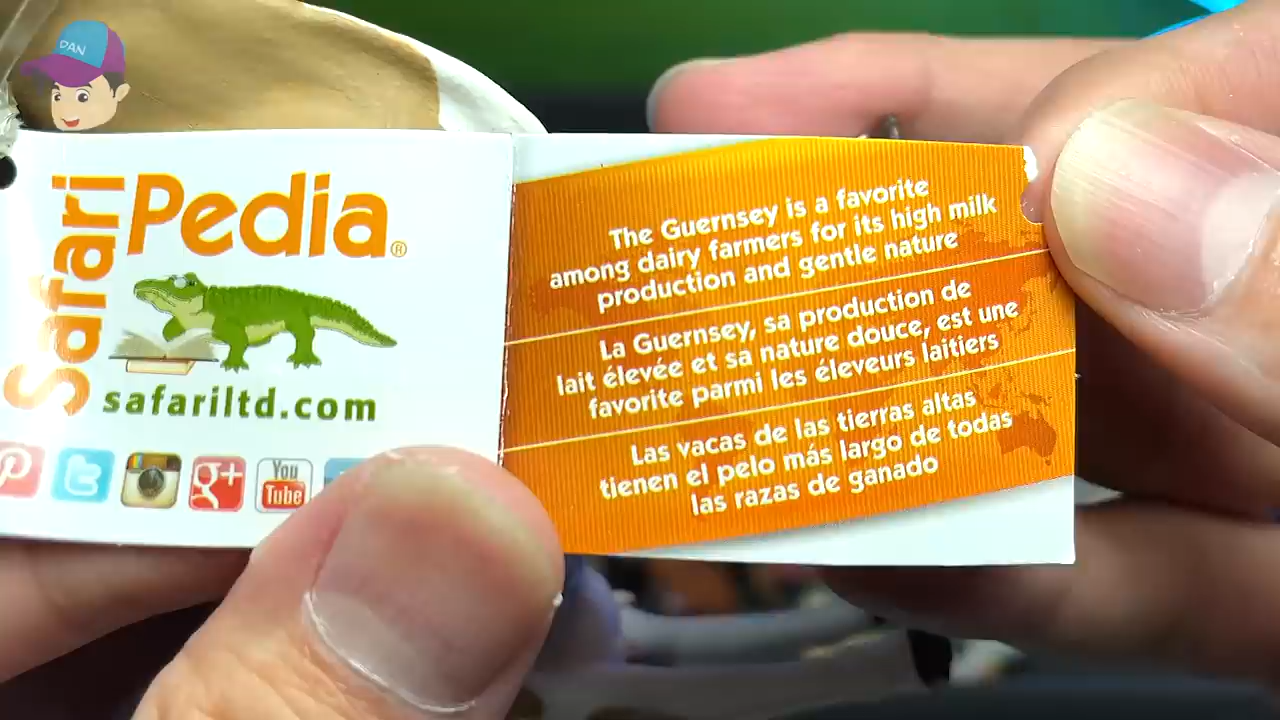 DAN
Safari
Pedia®
safariltd.com
You
Tube
g+
The Guernsey is a favorite
among dairy farmers for its high milk
production and gentle nature
La Guernsey, sa production de
lait élevée et sa nature douce, est une
favorite parmi les éleveurs laitiers
Las vacas de las tierras altas
tienen el pelo más largo de todas
las razas de ganado